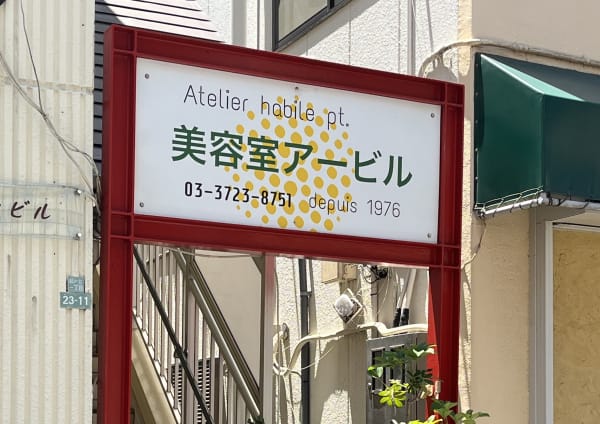 Atelier habile pt.
美容室アービル
03-3723-8751 depuis 1976
ービル
23-11